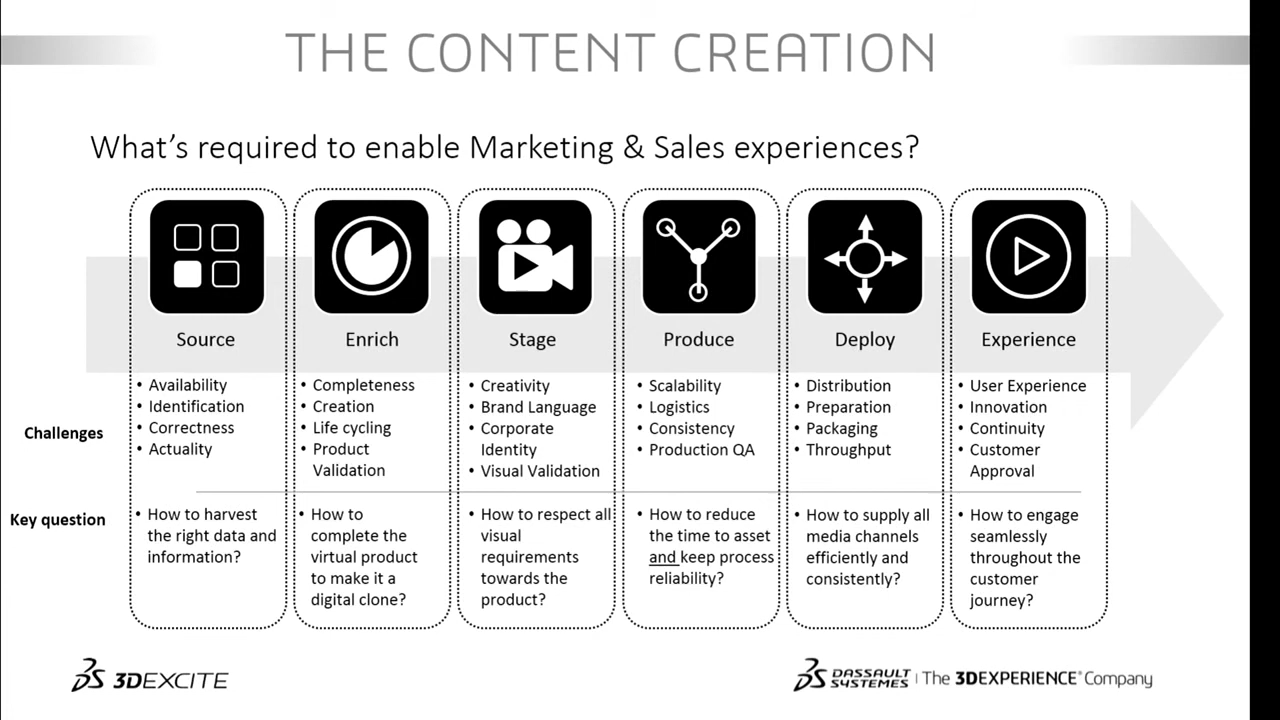 THE CONTENT CREATION
What's required to enable Marketing & Sales experiences?
Source
Enrich
Stage
Produce
Deploy
Experience
Challenges
• Availability
• Identification
• Correctness
• Actuality
• Completeness
• Creation
• Life cycling
• Product
Validation
• Creativity
• Brand Language
• Corporate
Identity
• Visual Validation
• Scalability
• Logistics
• Consistency
• Production QA
• Distribution
• Preparation
• Packaging
• Throughput
• User Experience
• Innovation
• Continuity
• Customer
Approval
Key question
• How to harvest
the right data and
information?
• How to
complete the
virtual product
to make it a
digital clone?
• How to respect all
visual
requirements
towards the
product?
• How to reduce
the time to asset
and keep process
reliability?
• How to supply all
media channels
efficiently and
consistently?
• How to engage
seamlessly
throughout the
customer
journey?
3DEXCITE
DASSAULT
SYSTEMES | The 3DEXPERIENCE® Company